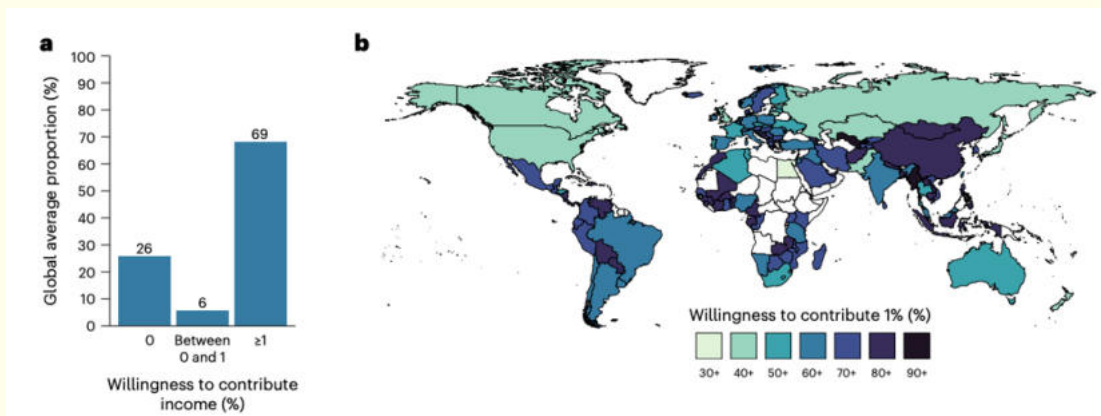 a
Global average proportion (%)
100
90
80
70
60
50
40
30
20
10
0
26
6
69
0
Between
0 and 1
≥1
Willingness to contribute
income (%)
b
Willingness to contribute 1% (%)
30+ 40+ 50+ 60+ 70+ 80+ 90+